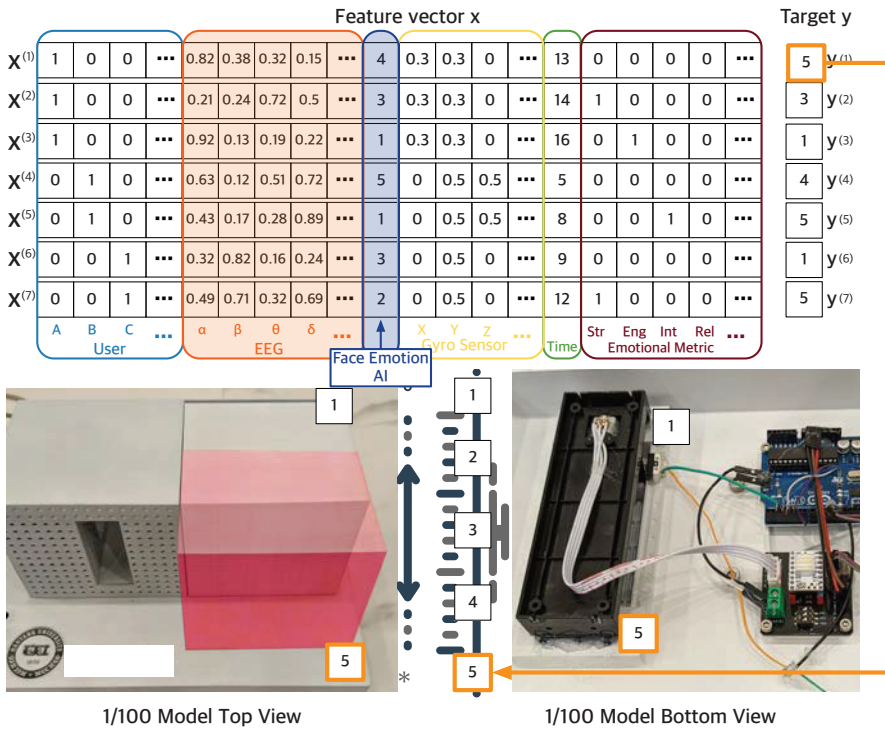 Feature vector x Target y
X(1) 1 0 0 ... 0.82 0.38 0.32 0.15 ... 4 0.3 0.3 0 ... 13 0 0 0 0 ... 5 y(1)
X(2) 1 0 0 ... 0.21 0.24 0.72 0.5 ... 3 0.3 0.3 0 ... 14 1 0 0 0 ... 3 y(2)
X(3) 1 0 0 ... 0.92 0.13 0.19 0.22 ... 1 0.3 0.3 0 ... 16 0 1 0 0 ... 1 y(3)
X(4) 0 1 0 ... 0.63 0.12 0.51 0.72 ... 5 0 0.5 0.5 ... 5 0 0 0 0 ... 4 y(4)
X(5) 0 1 0 ... 0.43 0.17 0.28 0.89 ... 1 0 0.5 0.5 ... 8 0 0 1 0 ... 5 y(5)
X(6) 0 0 1 ... 0.32 0.82 0.16 0.24 ... 3 0 0.5 0 ... 9 0 0 0 0 ... 1 y(6)
X(7) 0 0 1 ... 0.49 0.71 0.32 0.69 ... 2 0 0.5 0 ... 12 1 0 0 0 ... 5 y(7)
A B C ... α β θ δ ... X Y Z ... Str Eng Int Rel ...
User EEG Gyro Sensor Time Emotional Metric
Face Emotion
AI
1 1 1
2
3
4
5 5 5
*
1/100 Model Top View 1/100 Model Bottom View